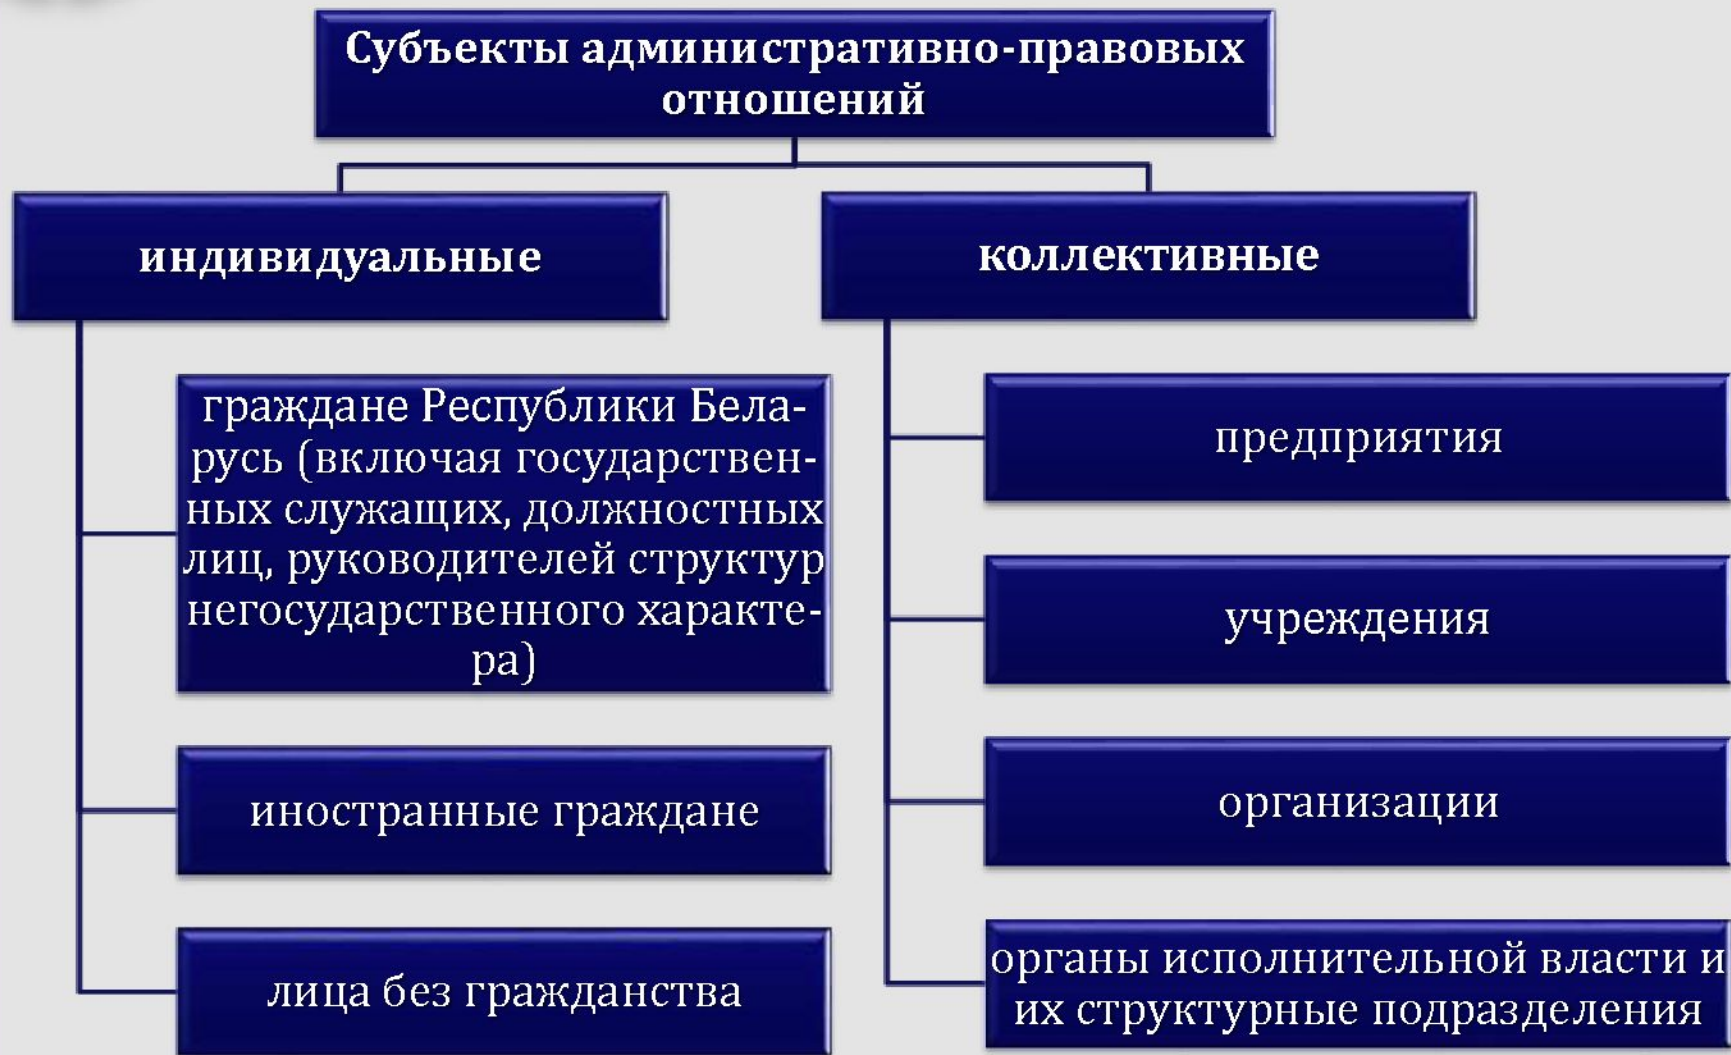 Субъекты административно-правовых
отношений
индивидуальные
граждане Республики Бела-
русь (включая государствен-
ных служащих, должностных
лиц, руководителей структур
негосударственного характе-
ра)
иностранные граждане
лица без гражданства
коллективные
предприятия
учреждения
организации
органы исполнительной власти и
их структурные подразделения